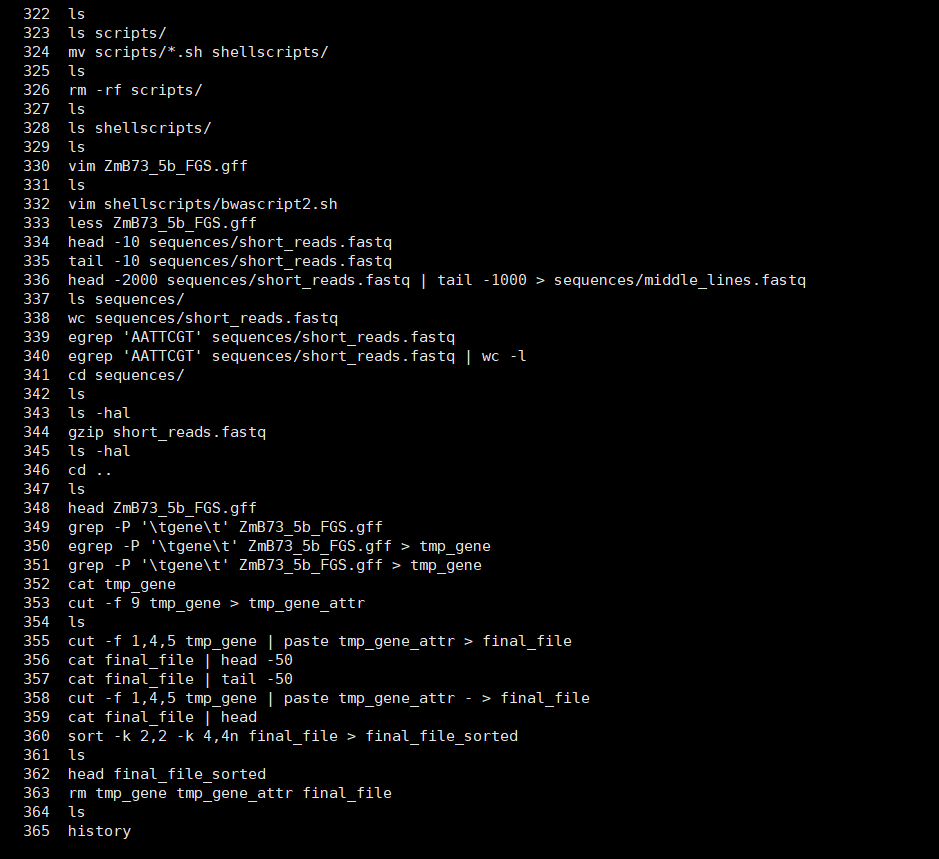 322 ls
323 ls scripts/
324 mv scripts/*.sh shellscripts/
325 ls
326 rm -rf scripts/
327 ls
328 ls shellscripts/
329 ls
330 vim ZmB73_5b_FGS.gff
331 ls
332 vim shellscripts/bwascript2.sh
333 less ZmB73_5b_FGS.gff
334 head -10 sequences/short_reads.fastq
335 tail -10 sequences/short_reads.fastq
336 head -2000 sequences/short_reads.fastq | tail -1000 > sequences/middle_lines.fastq
337 ls sequences/
338 wc sequences/short_reads.fastq
339 egrep 'AATTCGT' sequences/short_reads.fastq
340 egrep 'AATTCGT' sequences/short_reads.fastq | wc -l
341 cd sequences/
342 ls
343 ls -hal
344 gzip short_reads.fastq
345 ls -hal
346 cd ..
347 ls
348 head ZmB73_5b_FGS.gff
349 grep -P '\tgene\t' ZmB73_5b_FGS.gff
350 egrep -P '\tgene\t' ZmB73_5b_FGS.gff > tmp_gene
351 grep -P '\tgene\t' ZmB73_5b_FGS.gff > tmp_gene
352 cat tmp_gene
353 cut -f 9 tmp_gene > tmp_gene_attr
354 ls
355 cut -f 1,4,5 tmp_gene | paste tmp_gene_attr > final_file
356 cat final_file | head -50
357 cat final_file | tail -50
358 cut -f 1,4,5 tmp_gene | paste tmp_gene_attr - > final_file
359 cat final_file | head
360 sort -k 2,2 -k 4,4n final_file > final_file_sorted
361 ls
362 head final_file_sorted
363 rm tmp_gene tmp_gene_attr final_file
364 ls
365 history